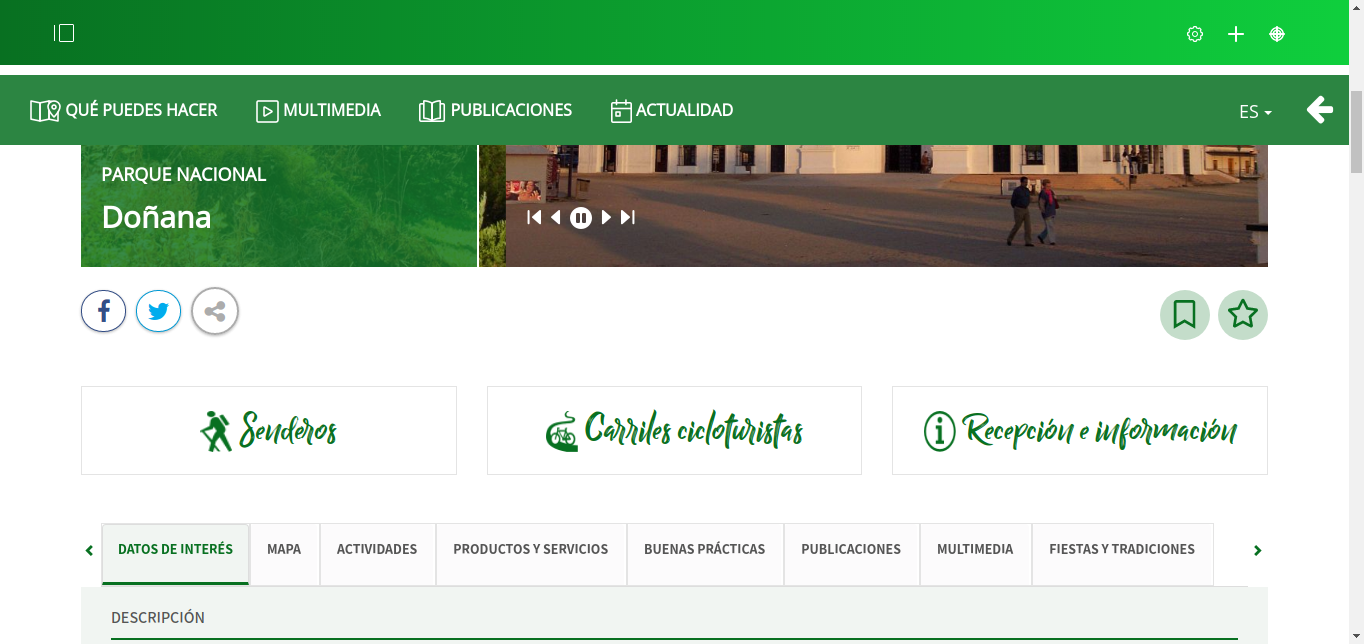 QUÉ PUEDES HACER MULTIMEDIA PUBLICACIONES ACTUALIDAD ES
PARQUE NACIONAL
Doñana
Senderos Carriles cicloturistas Recepción e información
DATOS DE INTERÉS MAPA ACTIVIDADES PRODUCTOS Y SERVICIOS BUENAS PRÁCTICAS PUBLICACIONES MULTIMEDIA FIESTAS Y TRADICIONES
DESCRIPCIÓN